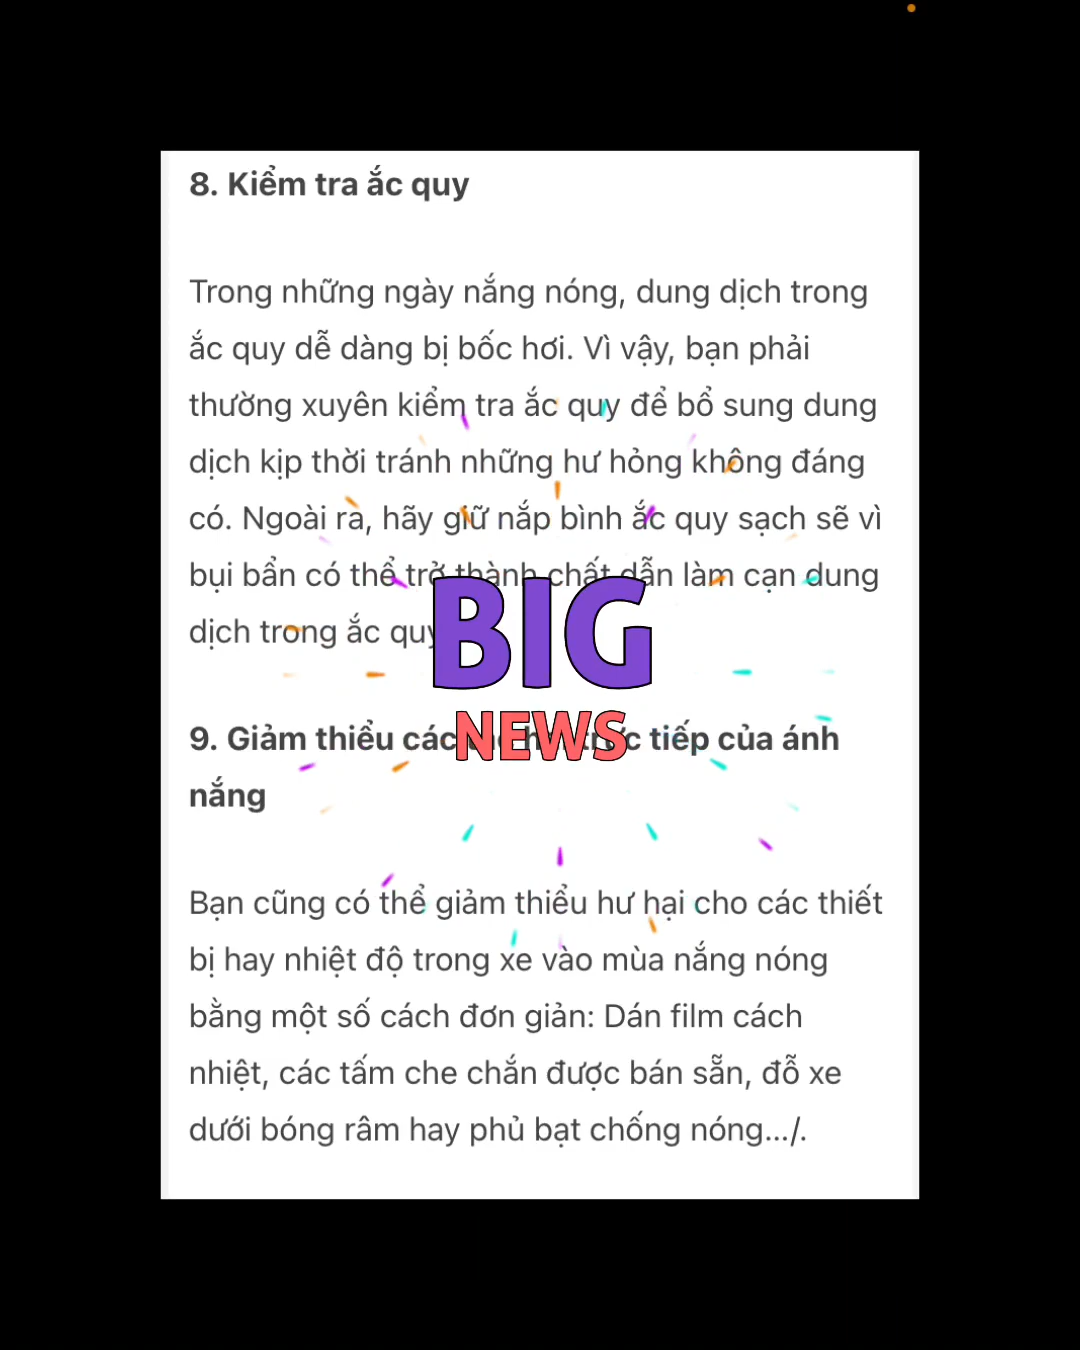 8. Kiểm tra ắc quy
Trong những ngày nắng nóng, dung dịch trong
ắc quy dễ dàng bị bốc hơi. Vì vậy, bạn phải
thường xuyên kiểm tra ắc quy để bổ sung dung
dịch kịp thời tránh những hư hỏng không đáng
có. Ngoài ra, hãy giữ nắp bình ắc quy sạch sẽ vì
bụi bẩn có thể trở thành chất dẫn làm cạn dung
dịch trong ắc quy
BIG
NEWS
9. Giảm thiểu các trực tiếp của ánh
nắng
Bạn cũng có thể giảm thiểu hư hại cho các thiết
bị hay nhiệt độ trong xe vào mùa nắng nóng
bằng một số cách đơn giản: Dán film cách
nhiệt, các tấm che chắn được bán sẵn, đỗ xe
dưới bóng râm hay phủ bạt chống nóng.../.